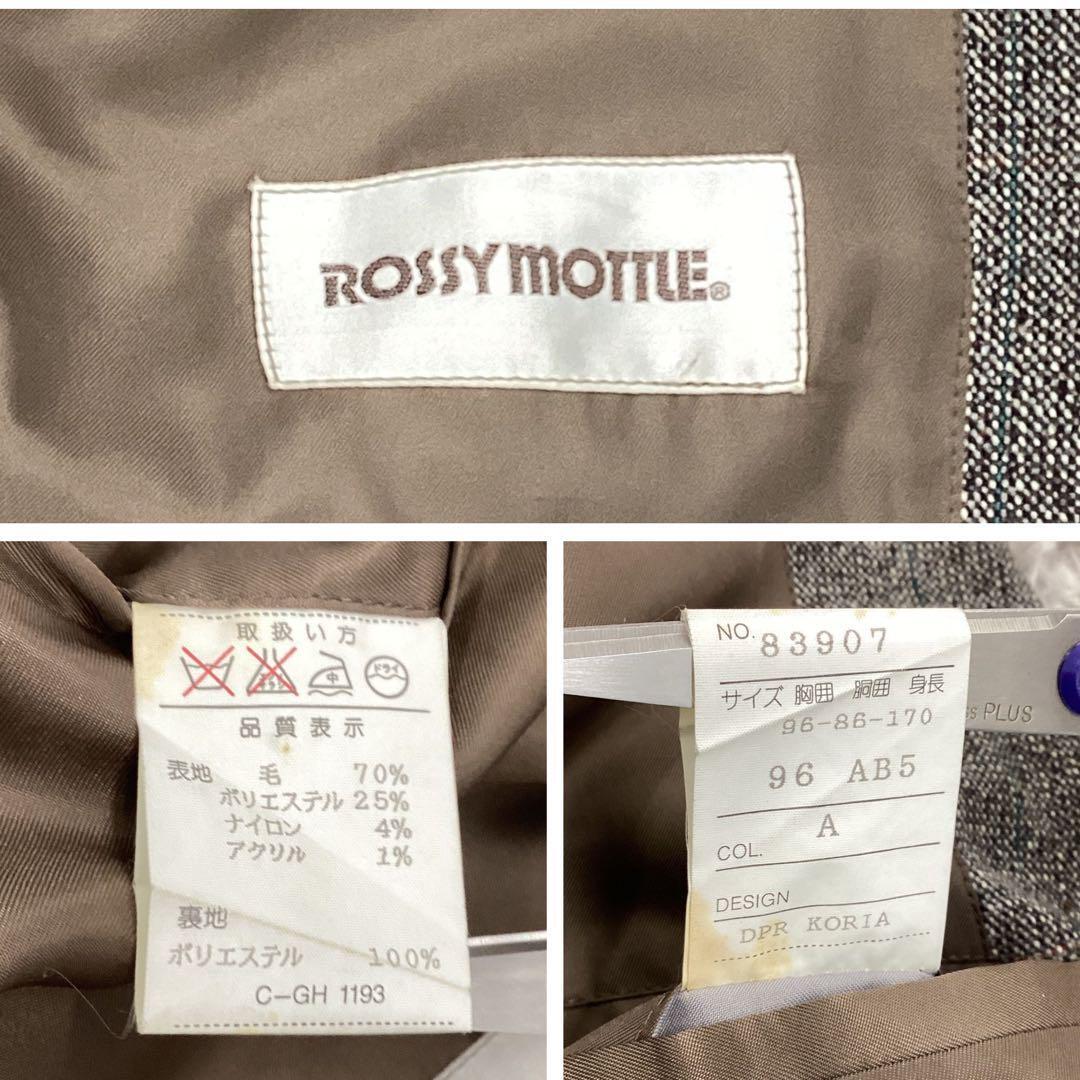 ROSSY MOTTLE®
取扱い方
中 ドライ
品質表示
表地 毛 70%
ポリエステル 25%
ナイロン 4%
アクリル 1%
裏地
ポリエステル 100%
C-GH 1193
NO. 83907
サイズ 胸囲 胴囲 身長
96-86-170
96 AB5
A
COL.
DESIGN
DPR KORIA
ss PLUS